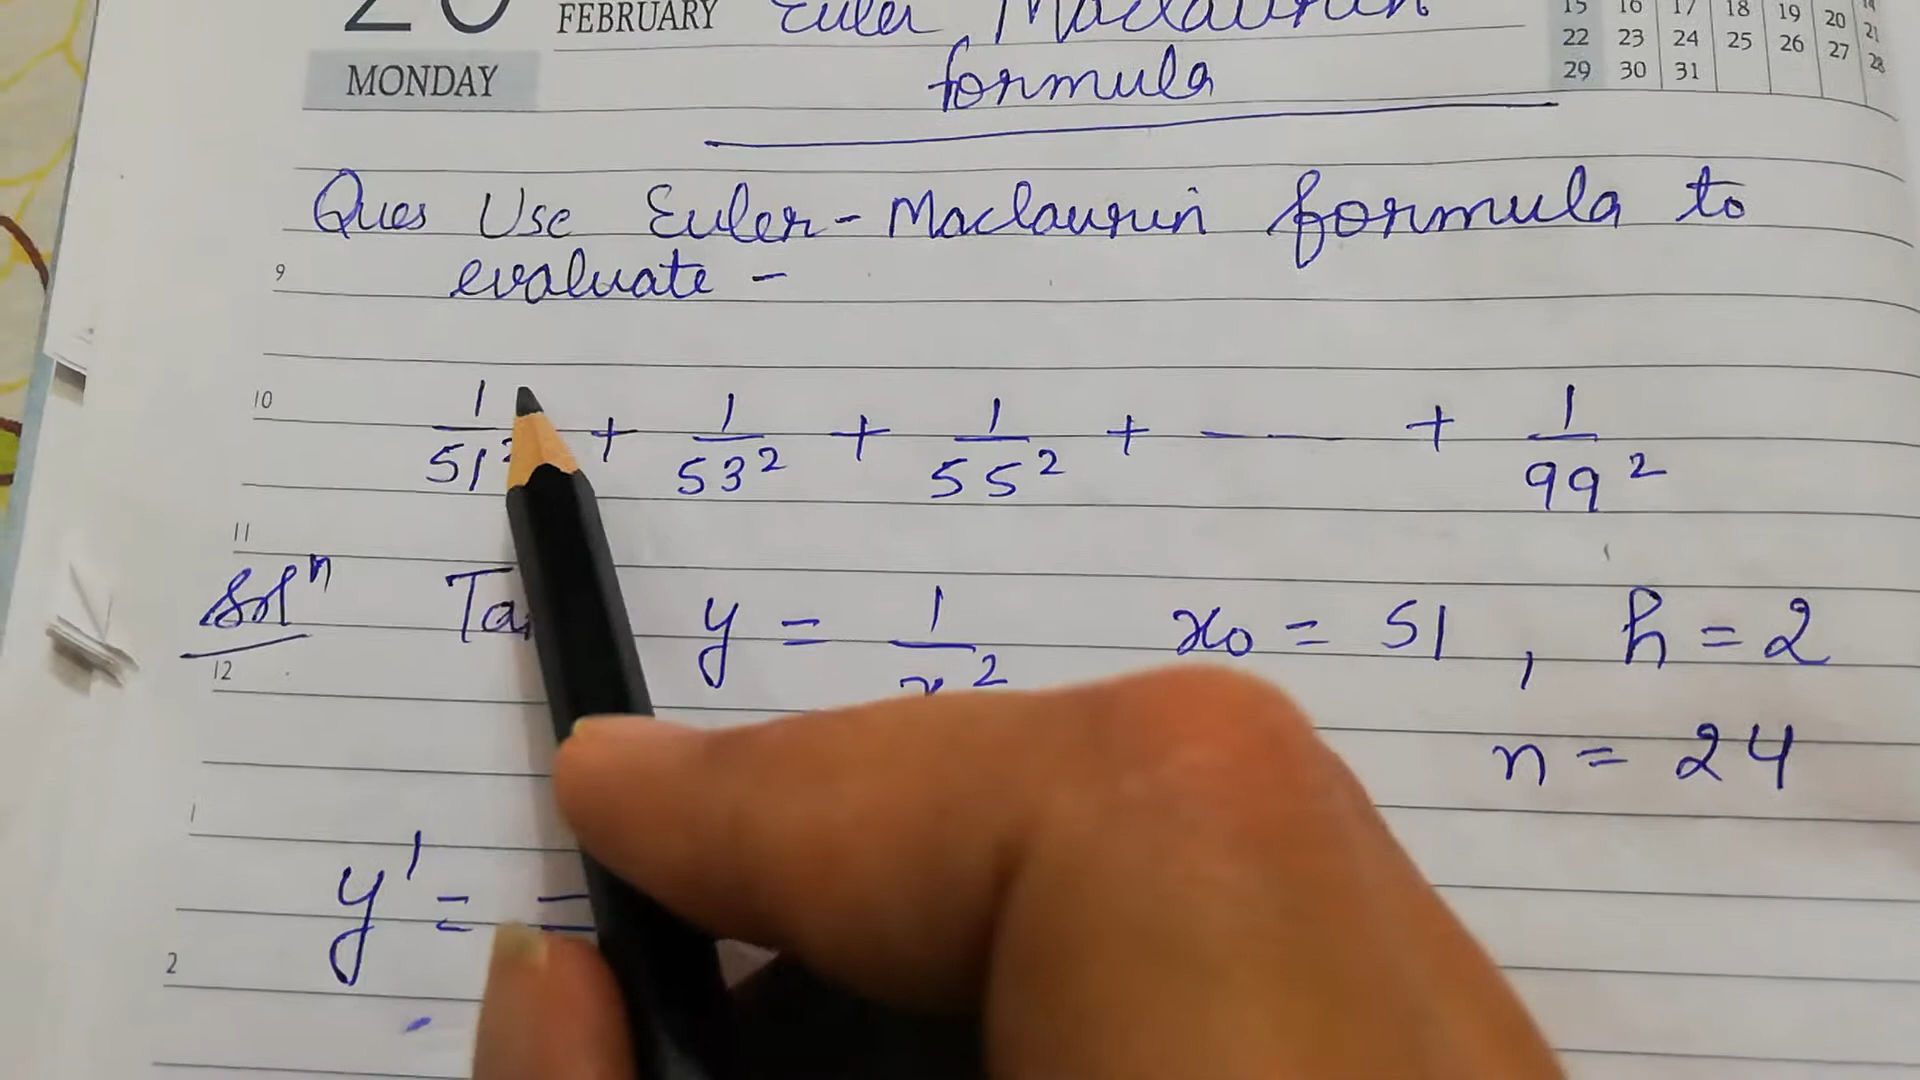 FEBRUARY Euler Maclaurin
MONDAY formula
15 16 17 18 19 20 21
22 23 24 25 26 27 28
29 30 31
Ques Use Euler-Maclaurin formula to
9 evaluate -
10 1/51² + 1/53² + 1/55² + — — + 1/99²
11
Solⁿ y = 1/x² x₀ = 51, h = 2
12
n = 24
1
y' = -
2